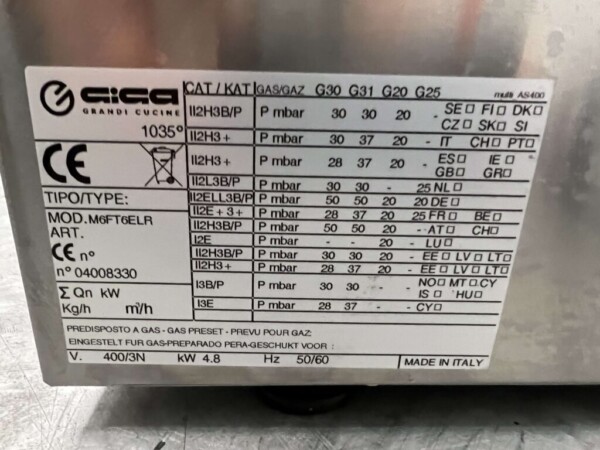 GIGA
GRANDI CUCINE
1035°
CE
TIPO/TYPE:
MOD. M6FT6ELR
ART.
CE n°
n° 04008330
Σ Qn kW
Kg/h m³/h
CAT / KAT GAS/GAZ G30 G31 G20 G25 multi AS400
II2H3B/P P mbar 30 30 20 - SE□ FI□ DK□
CZ□ SK□ SI
II2H3+ P mbar 30 37 20 - IT CH□ PT□
II2H3+ P mbar 28 37 20 - ES□ IE□
GB□ GR□
II2L3B/P P mbar 30 30 - 25 NL□
II2ELL3B/P P mbar 50 50 20 20 DE□
II2E+3+ P mbar 28 37 20 25 FR□ BE□
II2H3B/P P mbar 50 50 20 - AT□ CH□
I2E P mbar - - 20 - LU□
II2H3B/P P mbar 30 30 20 - EE□ LV□ LT□
II2H3+ P mbar 28 37 20 - EE□ LV□ LT□
I3B/P P mbar 30 30 - - NO□ MT□ CY
IS□ HU□
I3E P mbar 28 37 - - CY□
PREDISPOSTO A GAS - GAS PRESET - PREVU POUR GAZ:
EINGESTELT FUR GAS-PREPARADO PERA-GESCHUKT VOOR :
V. 400/3N kW 4.8 Hz 50/60 MADE IN ITALY